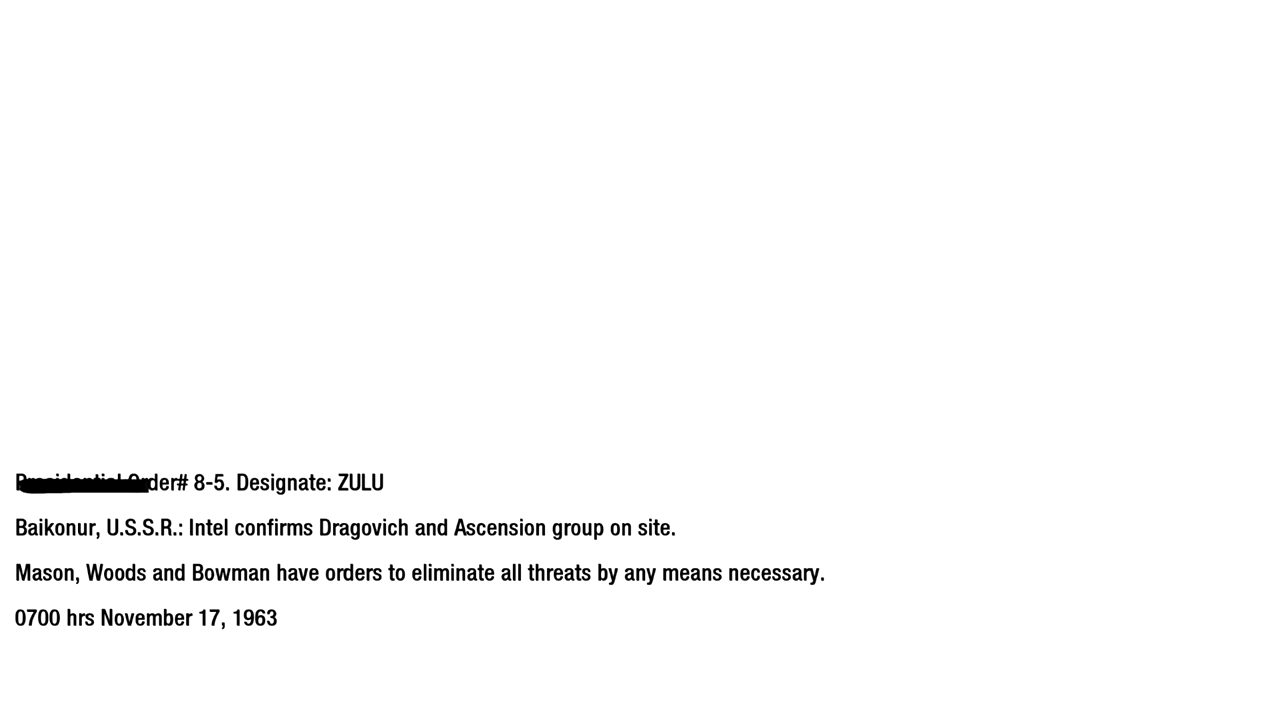 Presidential Order# 8-5. Designate: ZULU
Baikonur, U.S.S.R.: Intel confirms Dragovich and Ascension group on site.
Mason, Woods and Bowman have orders to eliminate all threats by any means necessary.
0700 hrs November 17, 1963